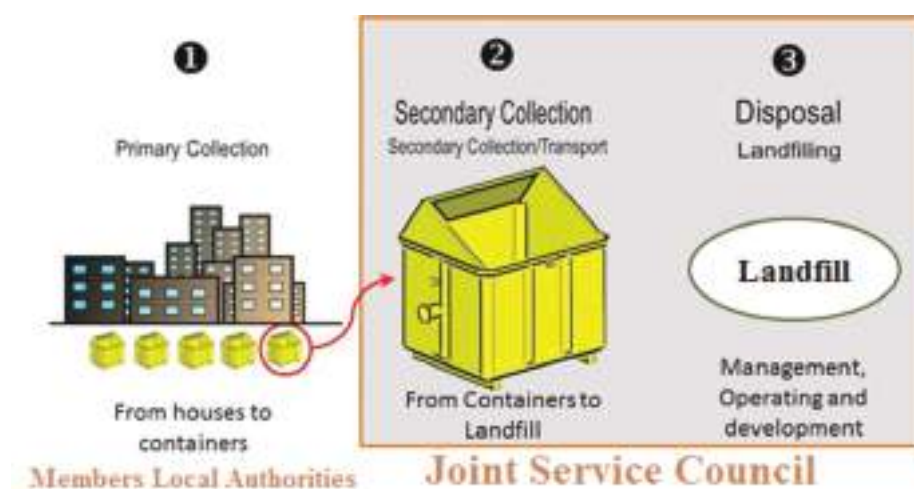 ❶
Primary Collection
From houses to
containers
Members Local Authorities
❷
Secondary Collection
Secondary Collection/Transport
From Containers to
Landfill
❸
Disposal
Landfilling
Landfill
Management,
Operating and
development
Joint Service Council